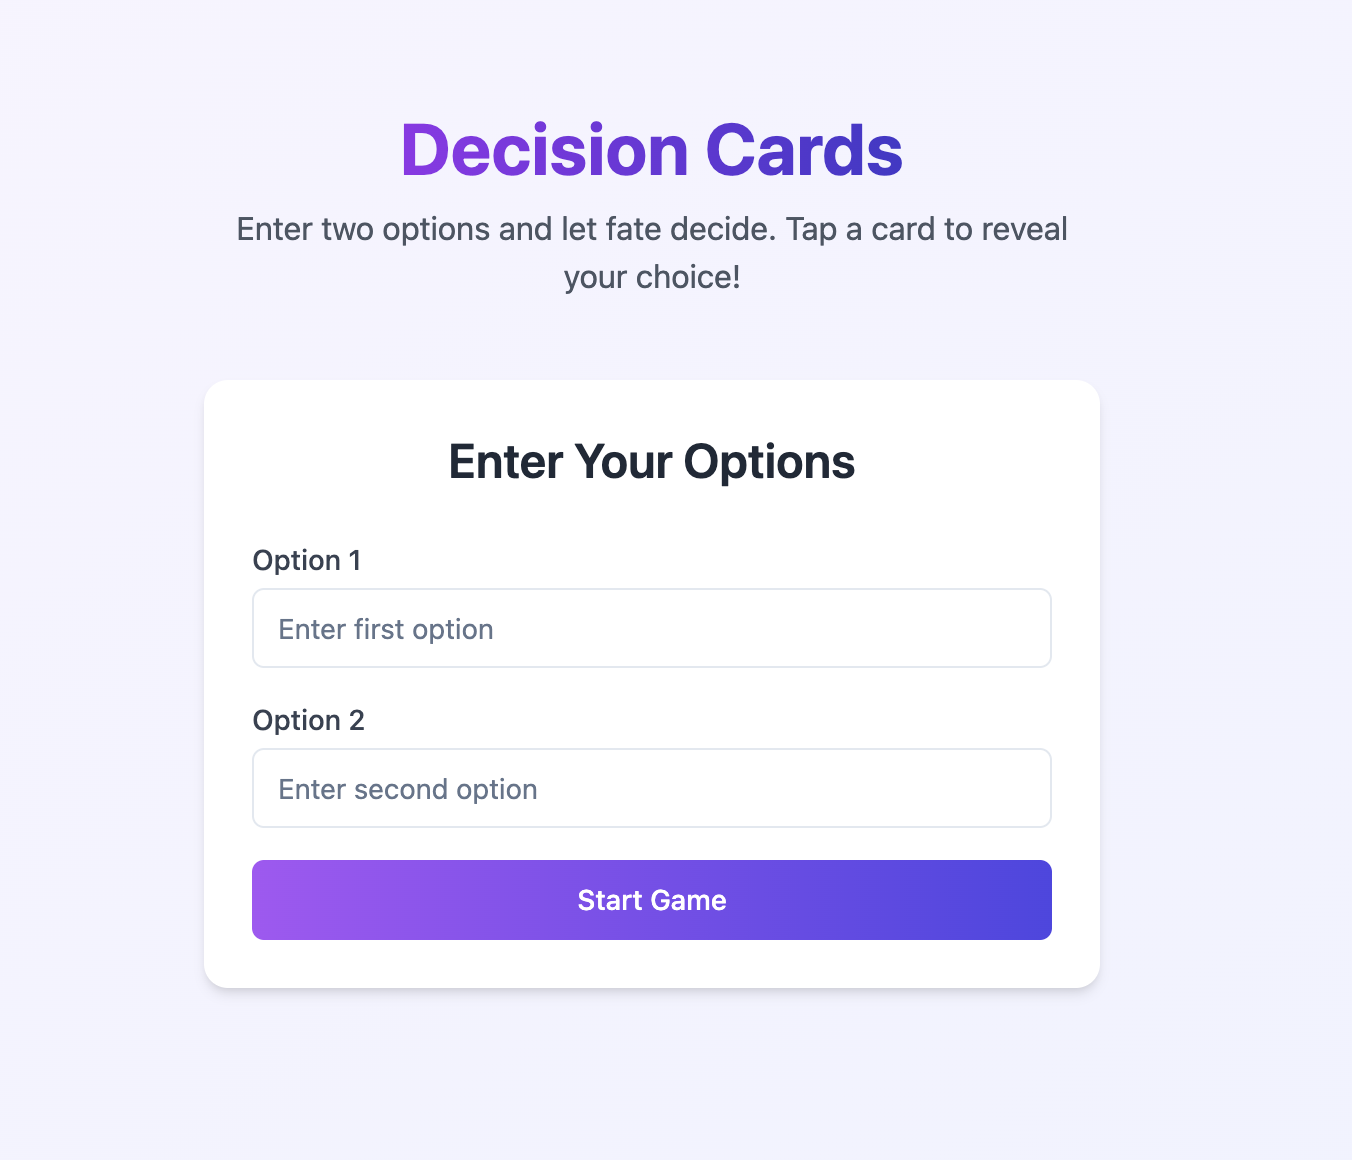 Decision Cards
Enter two options and let fate decide. Tap a card to reveal
your choice!
Enter Your Options
Option 1
Enter first option
Option 2
Enter second option
Start Game